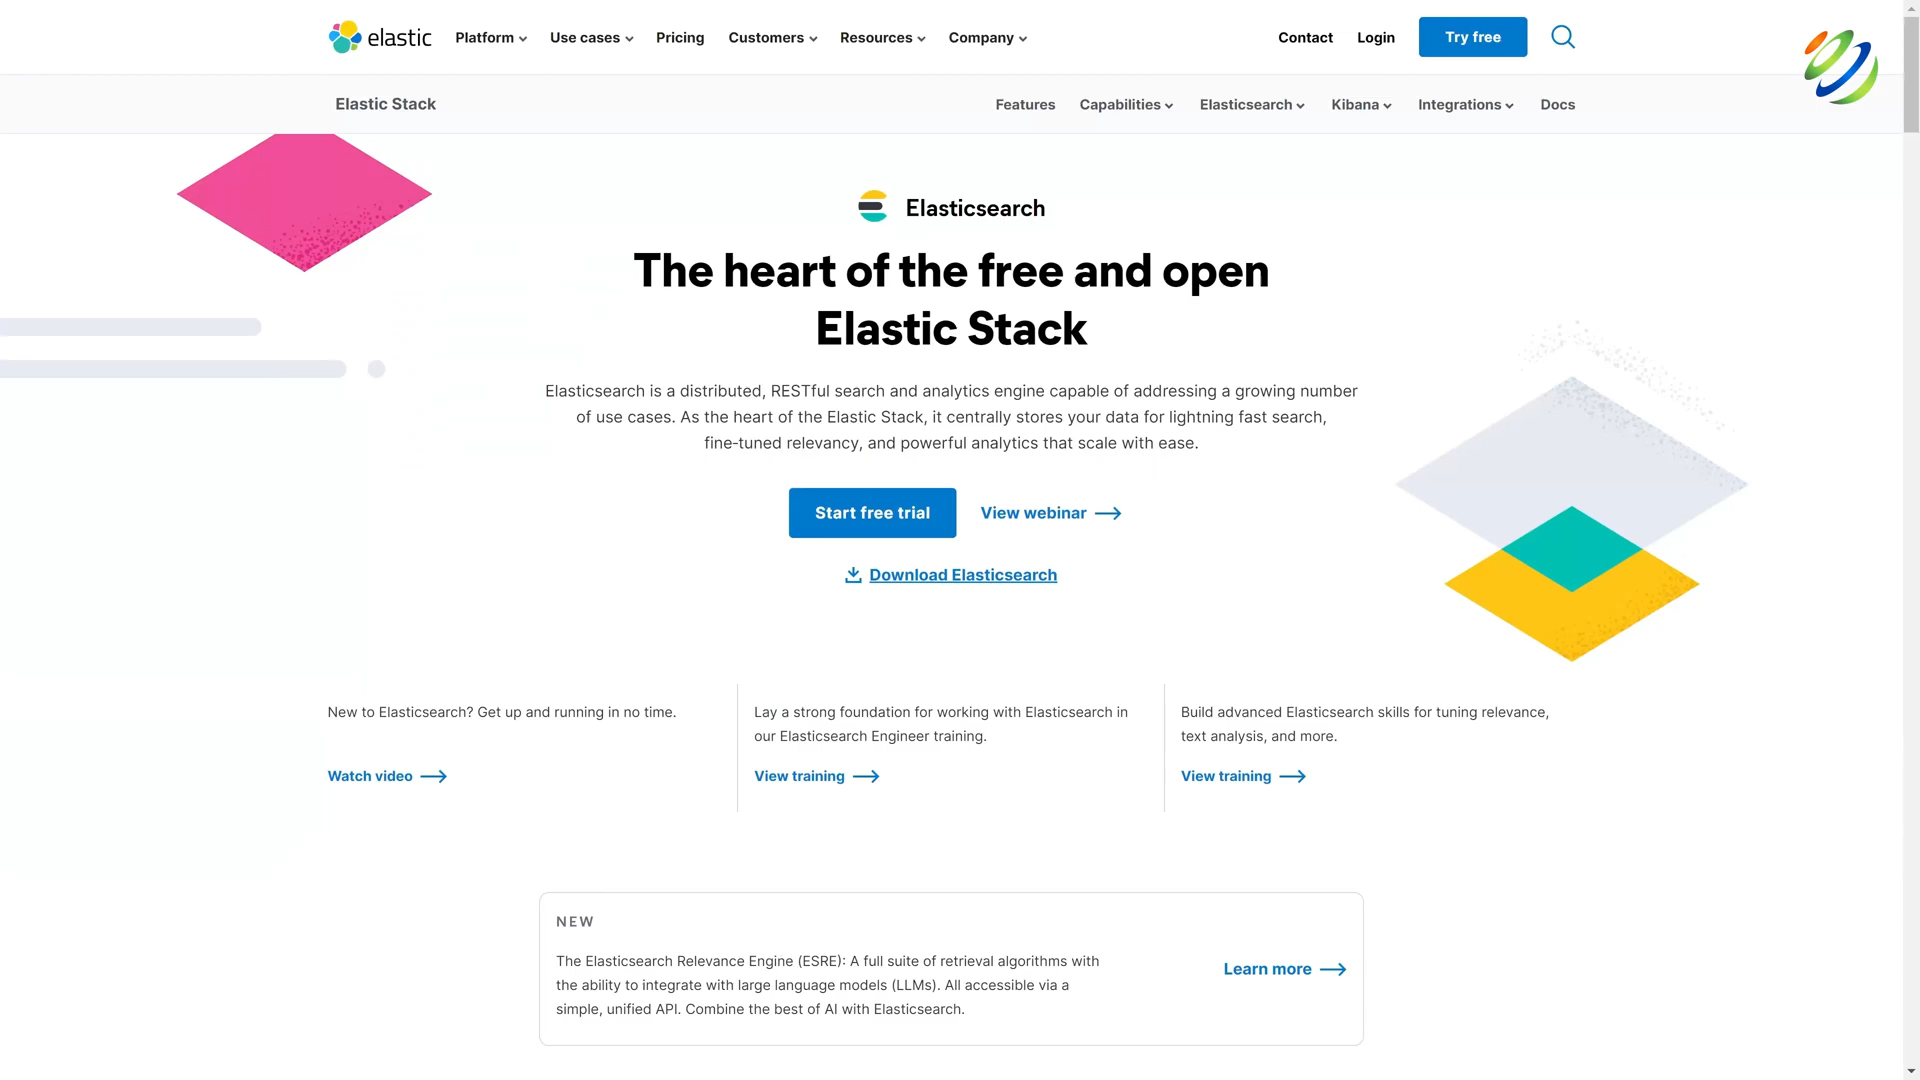 elastic
Platform
Use cases
Pricing
Customers
Resources
Company
Contact
Login
Try free
Elastic Stack
Features
Capabilities
Elasticsearch
Kibana
Integrations
Docs
Elasticsearch
The heart of the free and open
Elastic Stack
Elasticsearch is a distributed, RESTful search and analytics engine capable of addressing a growing number
of use cases. As the heart of the Elastic Stack, it centrally stores your data for lightning fast search,
fine-tuned relevancy, and powerful analytics that scale with ease.
Start free trial
View webinar
Download Elasticsearch
New to Elasticsearch? Get up and running in no time.
Watch video
Lay a strong foundation for working with Elasticsearch in
our Elasticsearch Engineer training.
View training
Build advanced Elasticsearch skills for tuning relevance,
text analysis, and more.
View training
NEW
The Elasticsearch Relevance Engine (ESRE): A full suite of retrieval algorithms with
the ability to integrate with large language models (LLMs). All accessible via a
simple, unified API. Combine the best of AI with Elasticsearch.
Learn more